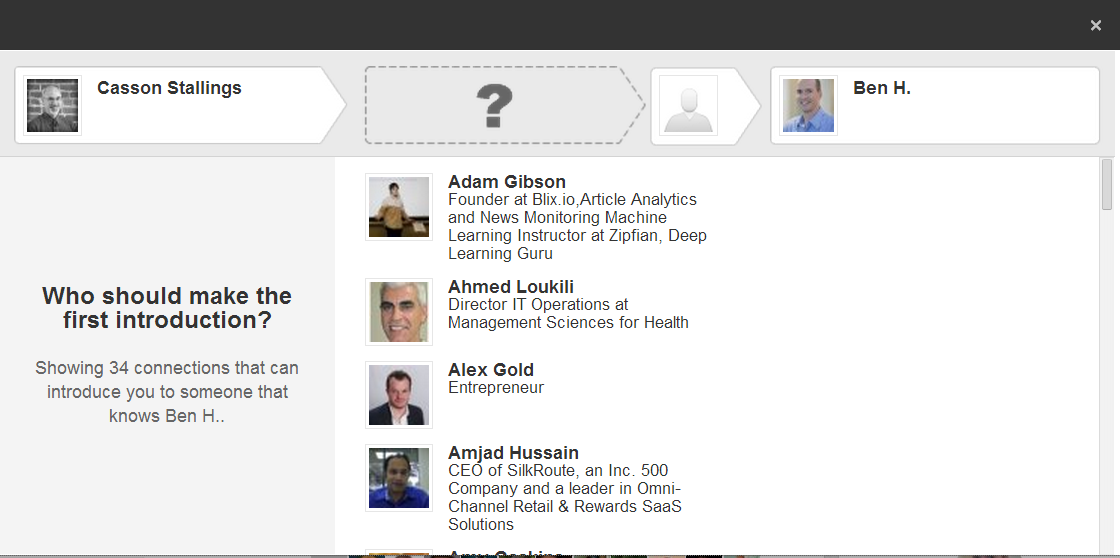 ×
Casson Stallings
?
Ben H.
Who should make the
first introduction?
Showing 34 connections that can
introduce you to someone that
knows Ben H..
Adam Gibson
Founder at Blix.io,Article Analytics
and News Monitoring Machine
Learning Instructor at Zipfian, Deep
Learning Guru
Ahmed Loukili
Director IT Operations at
Management Sciences for Health
Alex Gold
Entrepreneur
Amjad Hussain
CEO of SilkRoute, an Inc. 500
Company and a leader in Omni-
Channel Retail & Rewards SaaS
Solutions